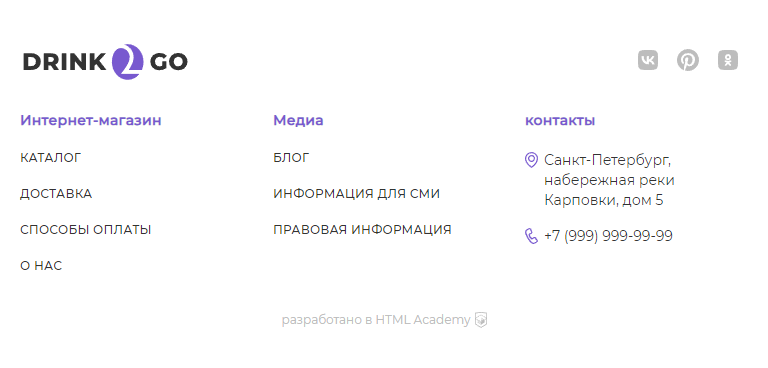 DRINK 2 GO
Интернет-магазин
КАТАЛОГ
ДОСТАВКА
СПОСОБЫ ОПЛАТЫ
О НАС
Медиа
БЛОГ
ИНФОРМАЦИЯ ДЛЯ СМИ
ПРАВОВАЯ ИНФОРМАЦИЯ
контакты
Санкт-Петербург,
набережная реки
Карповки, дом 5
+7 (999) 999-99-99
разработано в HTML Academy